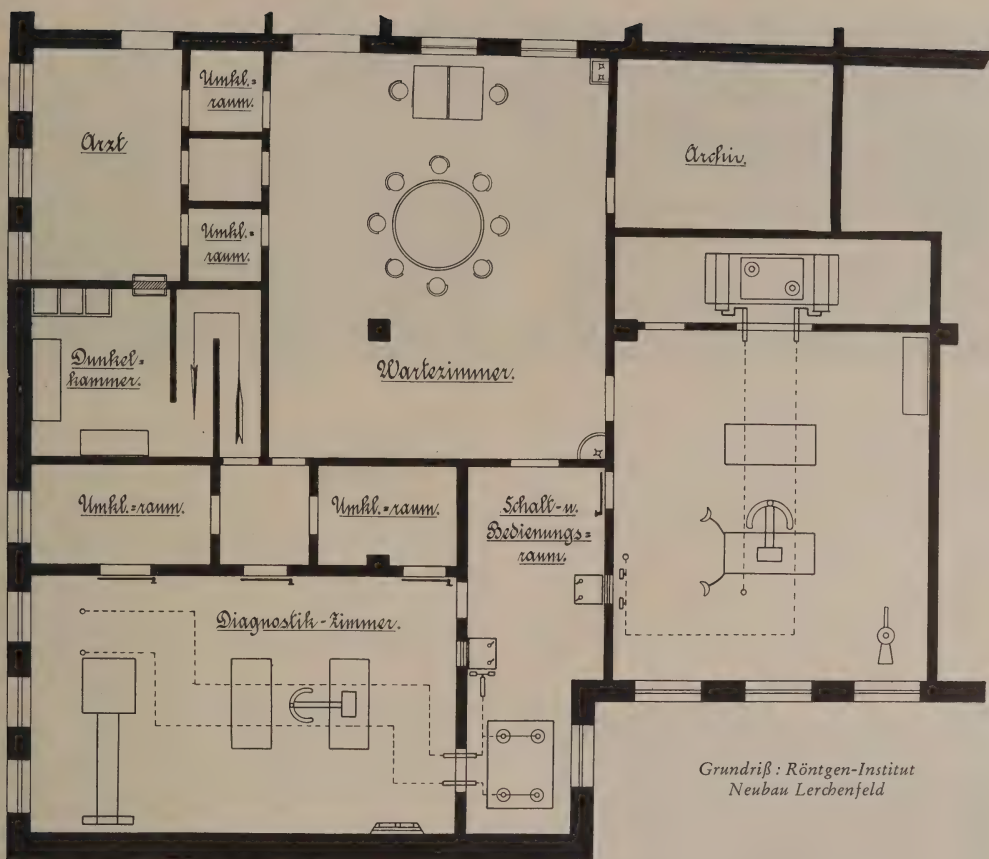 Arzt
Umkl.=
raum.
Umkl.=
raum.
Archiv.
Dunkel=
kammer.
Wartezimmer.
Umkl.=raum.
Umkl.=raum.
Schalt-u.
Bedienungs=
raum.
Diagnostik-Zimmer.
Grundriß: Röntgen-Institut
Neubau Lerchenfeld